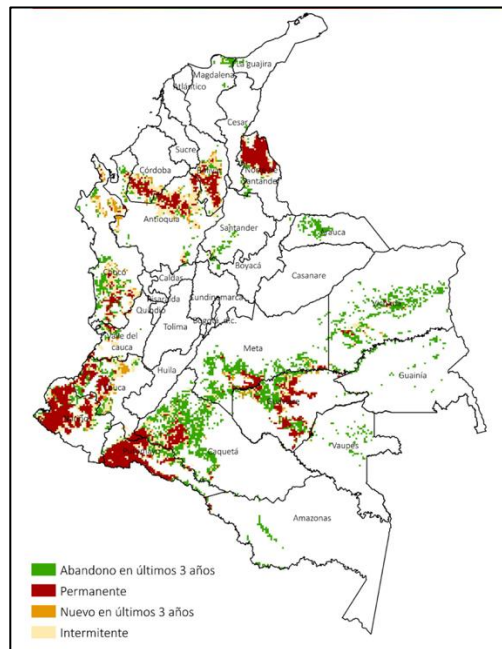 La guajira
Magdalena
Atlántico
Cesar
Sucre
Córdoba
Norte de
Santander
Antioquia
Santander
Arauca
Boyacá
Caldas
Casanare
Chocó
Risaralda
Cundinamarca
Quindío
Bogotá, d.c.
Valle del
cauca
Tolima
Meta
Guainía
Huila
Vaupés
Caquetá
Amazonas
Abandono en últimos 3 años
Permanente
Nuevo en últimos 3 años
Intermitente